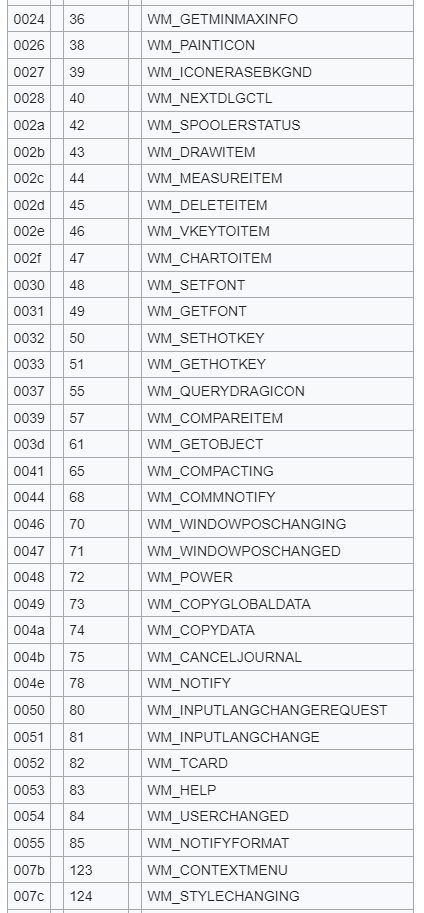 0024 36 WM_GETMINMAXINFO
0026 38 WM_PAINTICON
0027 39 WM_ICONERASEBKGND
0028 40 WM_NEXTDLGCTL
002a 42 WM_SPOOLERSTATUS
002b 43 WM_DRAWITEM
002c 44 WM_MEASUREITEM
002d 45 WM_DELETEITEM
002e 46 WM_VKEYTOITEM
002f 47 WM_CHARTOITEM
0030 48 WM_SETFONT
0031 49 WM_GETFONT
0032 50 WM_SETHOTKEY
0033 51 WM_GETHOTKEY
0037 55 WM_QUERYDRAGICON
0039 57 WM_COMPAREITEM
003d 61 WM_GETOBJECT
0041 65 WM_COMPACTING
0044 68 WM_COMMNOTIFY
0046 70 WM_WINDOWPOSCHANGING
0047 71 WM_WINDOWPOSCHANGED
0048 72 WM_POWER
0049 73 WM_COPYGLOBALDATA
004a 74 WM_COPYDATA
004b 75 WM_CANCELJOURNAL
004e 78 WM_NOTIFY
0050 80 WM_INPUTLANGCHANGEREQUEST
0051 81 WM_INPUTLANGCHANGE
0052 82 WM_TCARD
0053 83 WM_HELP
0054 84 WM_USERCHANGED
0055 85 WM_NOTIFYFORMAT
007b 123 WM_CONTEXTMENU
007c 124 WM_STYLECHANGING